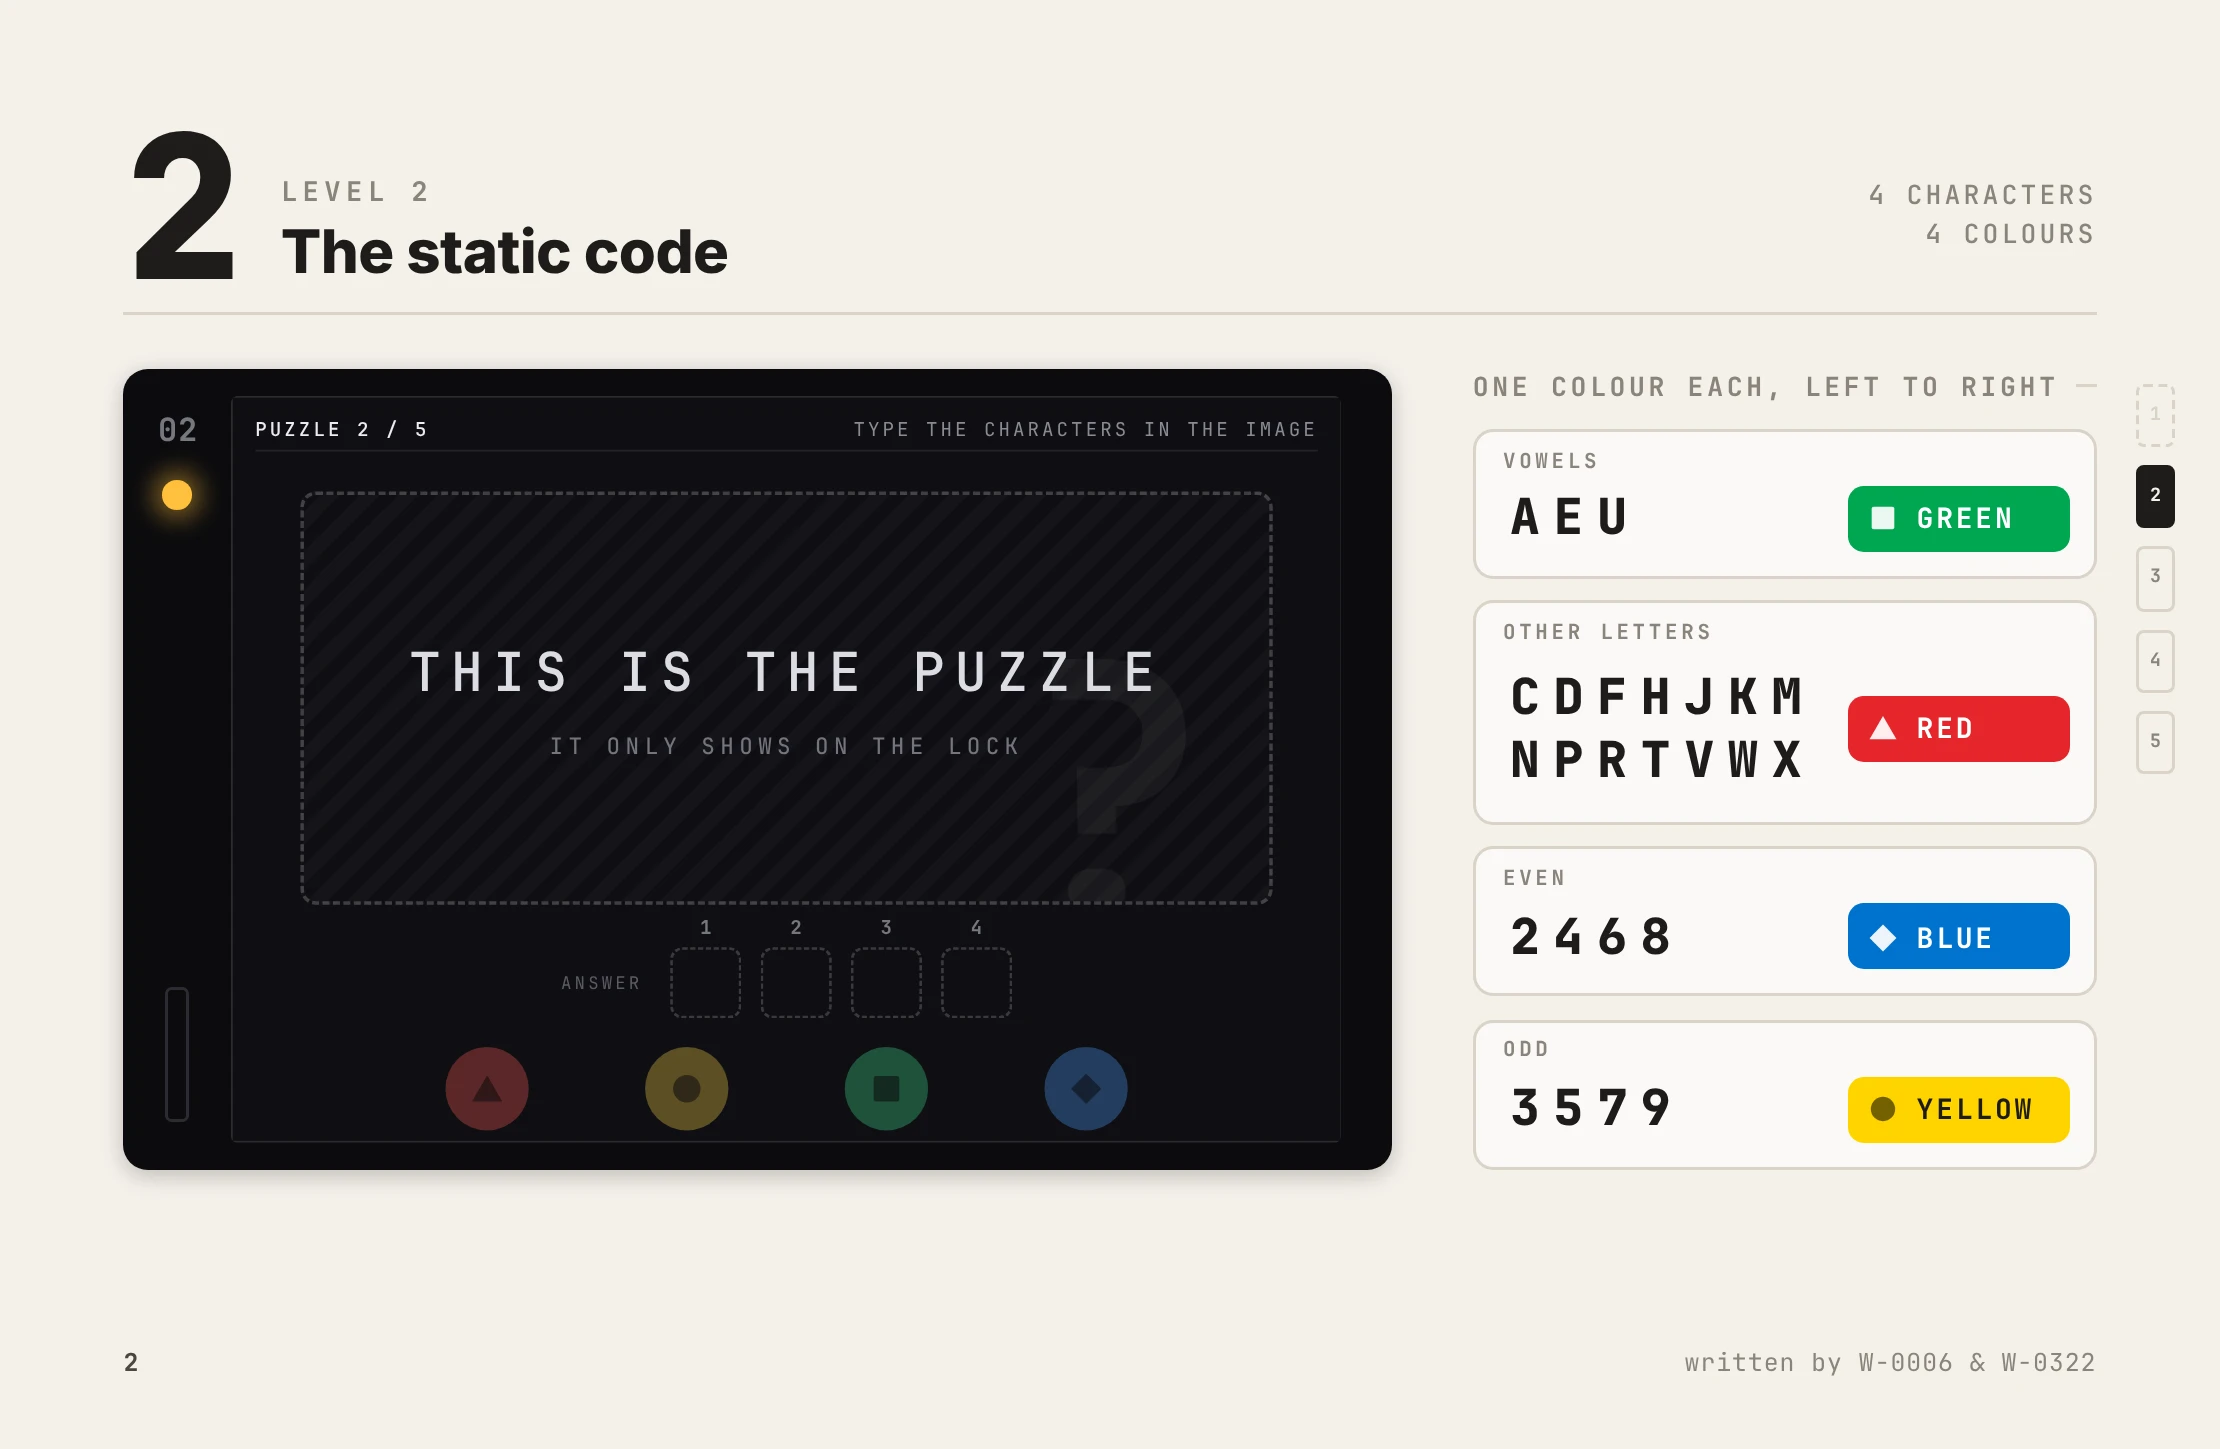 2
LEVEL 2
The static code
4 CHARACTERS
4 COLOURS
02
PUZZLE 2 / 5
TYPE THE CHARACTERS IN THE IMAGE
THIS IS THE PUZZLE
IT ONLY SHOWS ON THE LOCK
?
1 2 3 4
ANSWER
ONE COLOUR EACH, LEFT TO RIGHT
VOWELS
A E U
GREEN
OTHER LETTERS
C D F H J K M
N P R T V W X
RED
EVEN
2 4 6 8
BLUE
ODD
3 5 7 9
YELLOW
1
2
3
4
5
2
written by W-0006 & W-0322